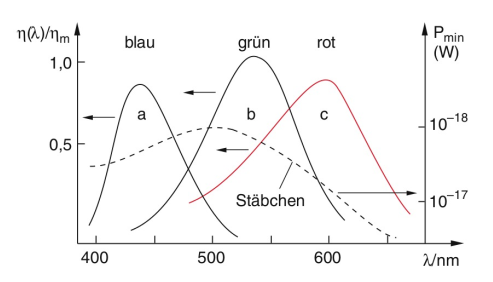 η(λ)/ηm
blau
grün
rot
Pmin
(W)
1,0
a
b
c
10⁻¹⁸
0,5
Stäbchen
10⁻¹⁷
400
500
600
λ/nm